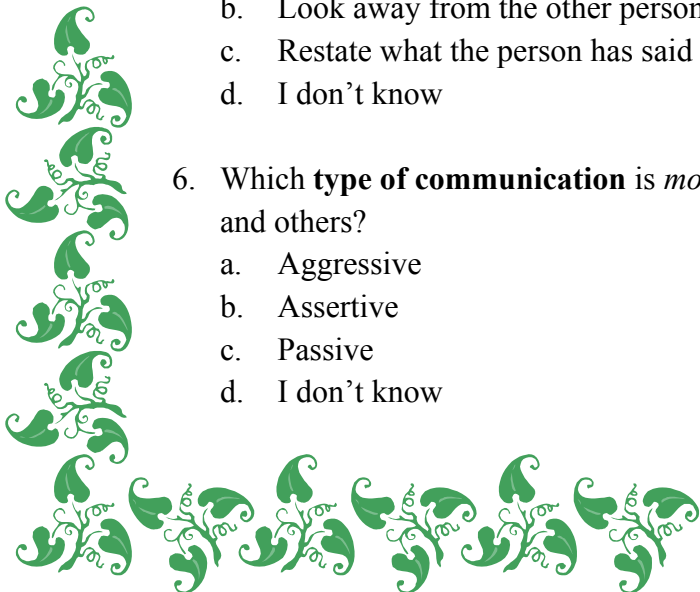 b. Look away from the other person
c. Restate what the person has said
d. I don’t know
6. Which type of communication is
and others?
a. Aggressive
b. Assertive
c. Passive
d. I don’t know